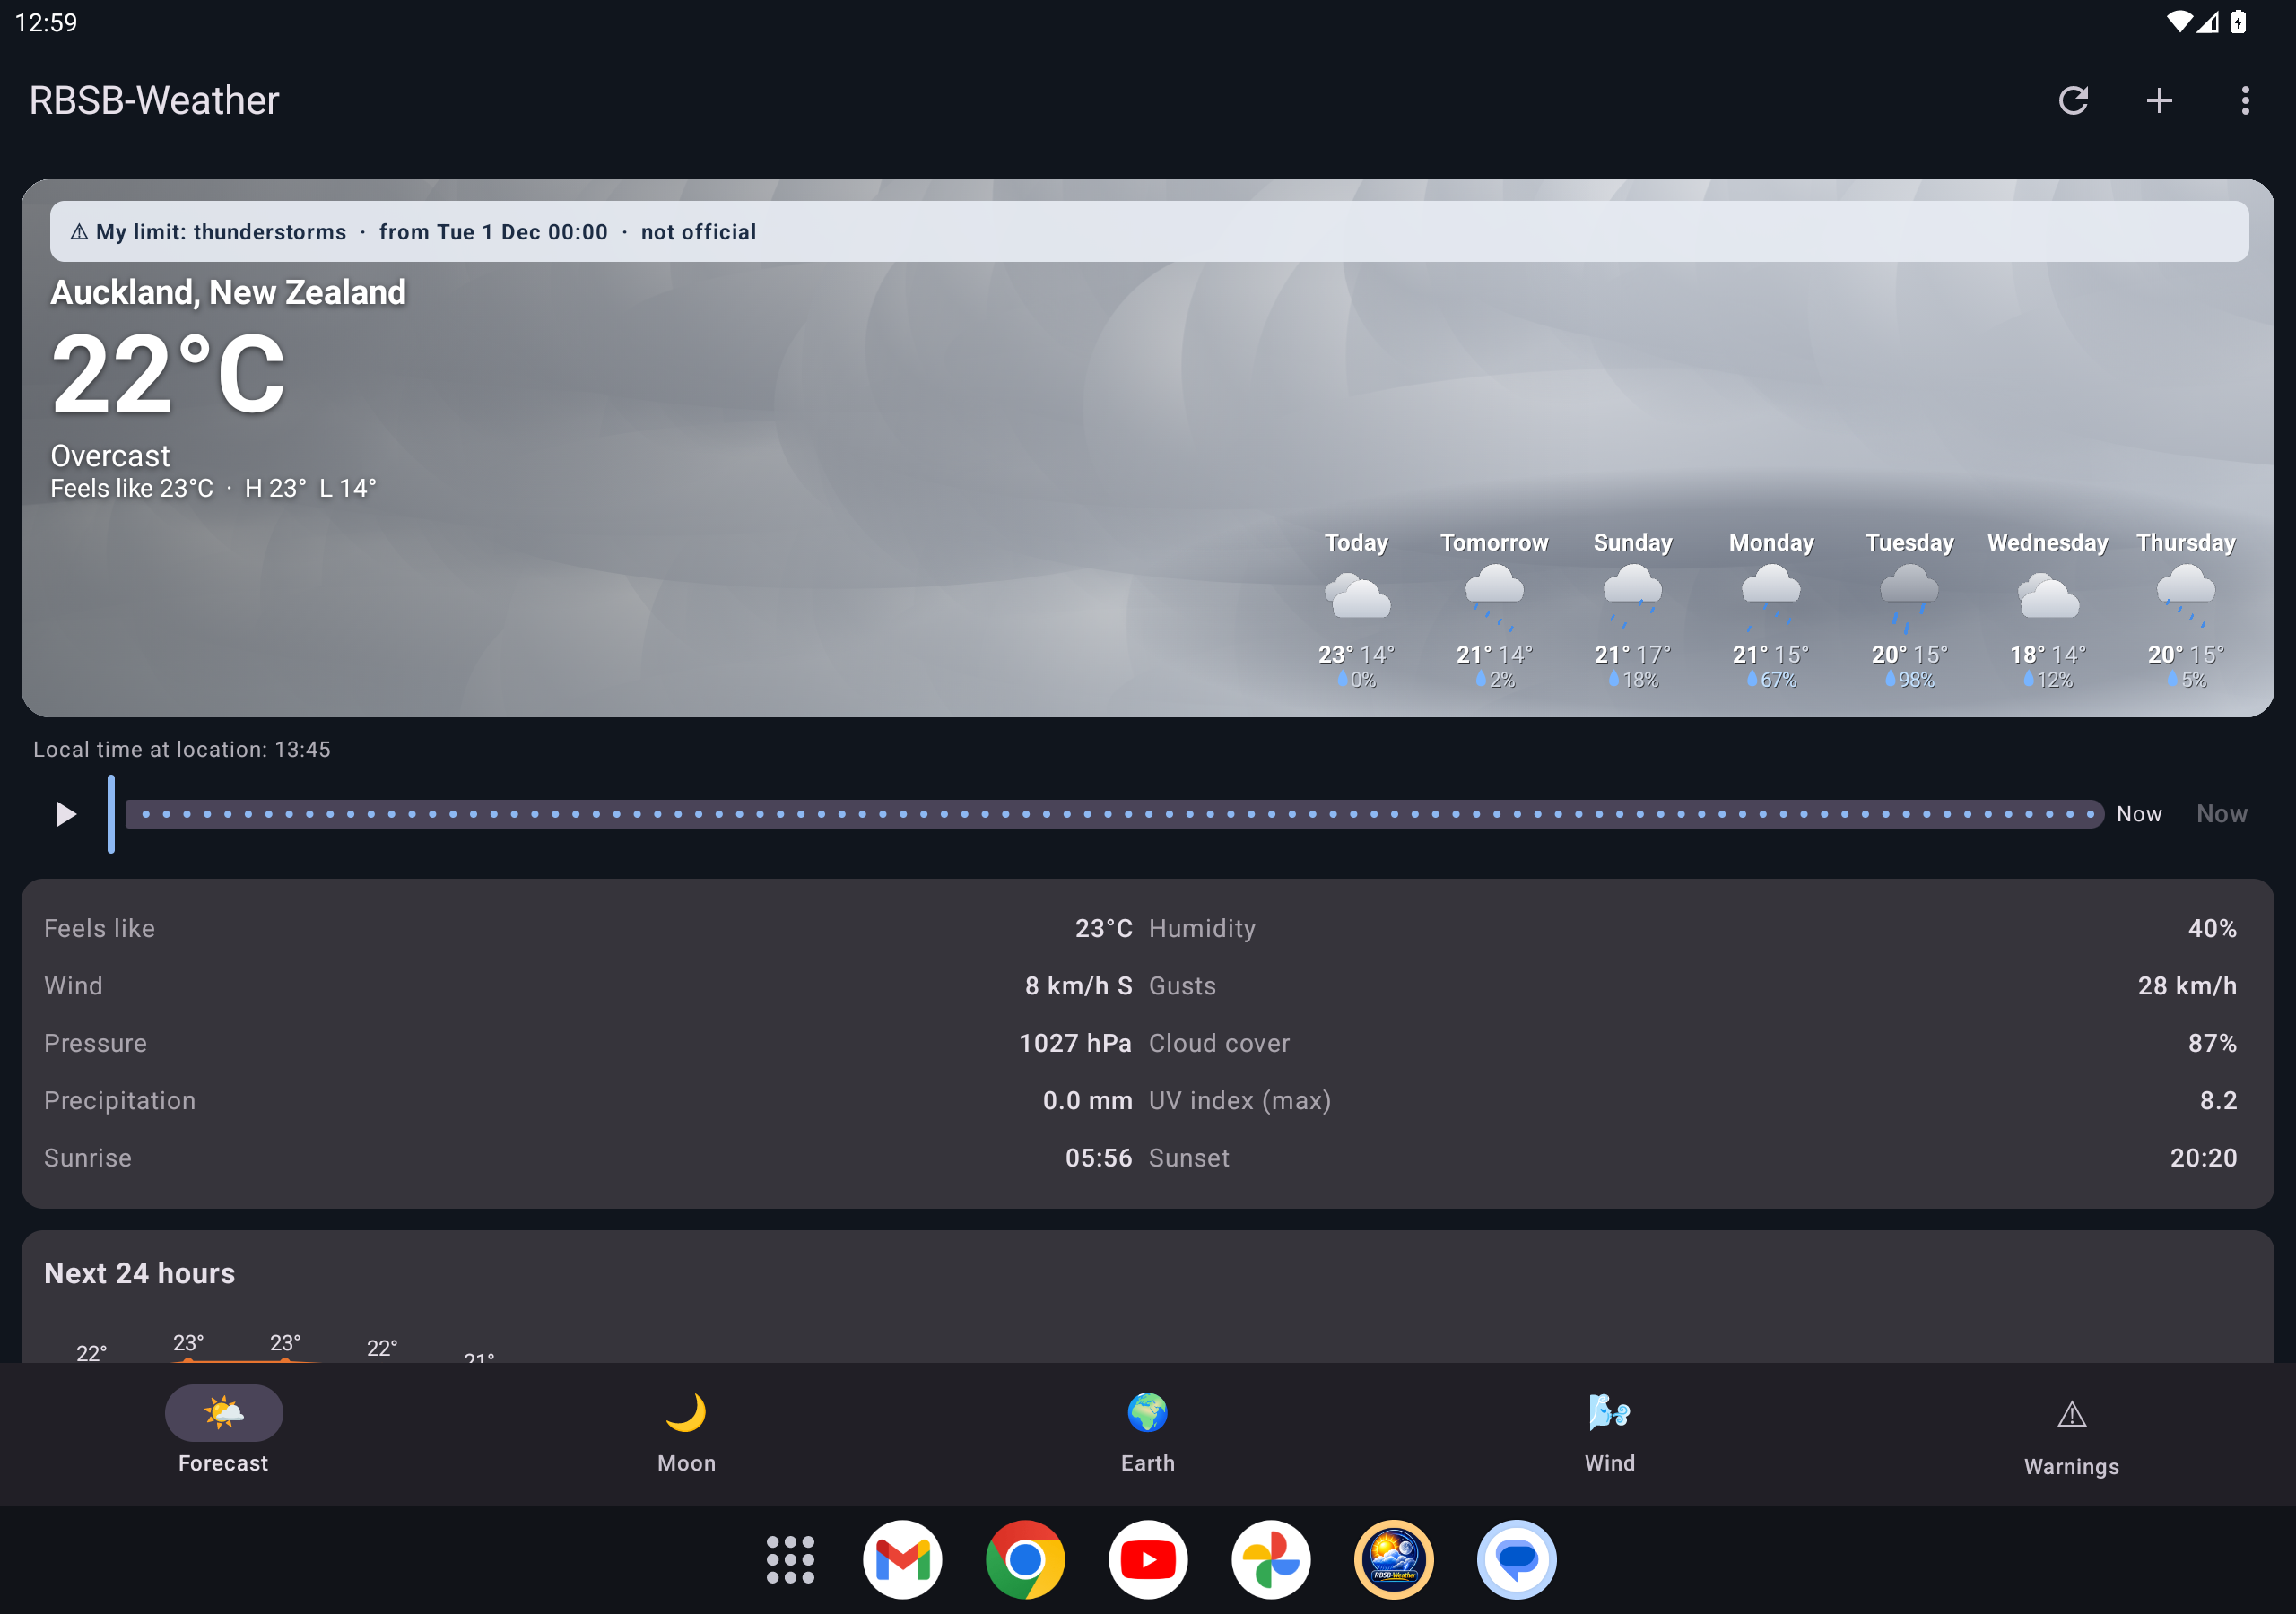 12:59
RBSB-Weather
⚠ My limit: thunderstorms · from Tue 1 Dec 00:00 · not official
Auckland, New Zealand
22°C
Overcast
Feels like 23°C · H 23° L 14°
Today Tomorrow Sunday Monday Tuesday Wednesday Thursday
23° 14° 21° 14° 21° 17° 21° 15° 20° 15° 18° 14° 20° 15°
0% 2% 18% 67% 98% 12% 5%
Local time at location: 13:45
Now Now
Feels like 23°C Humidity 40%
Wind 8 km/h S Gusts 28 km/h
Pressure 1027 hPa Cloud cover 87%
Precipitation 0.0 mm UV index (max) 8.2
Sunrise 05:56 Sunset 20:20
Next 24 hours
22° 23° 23° 22° 21°
Forecast Moon Earth Wind Warnings
RBSB-Weather